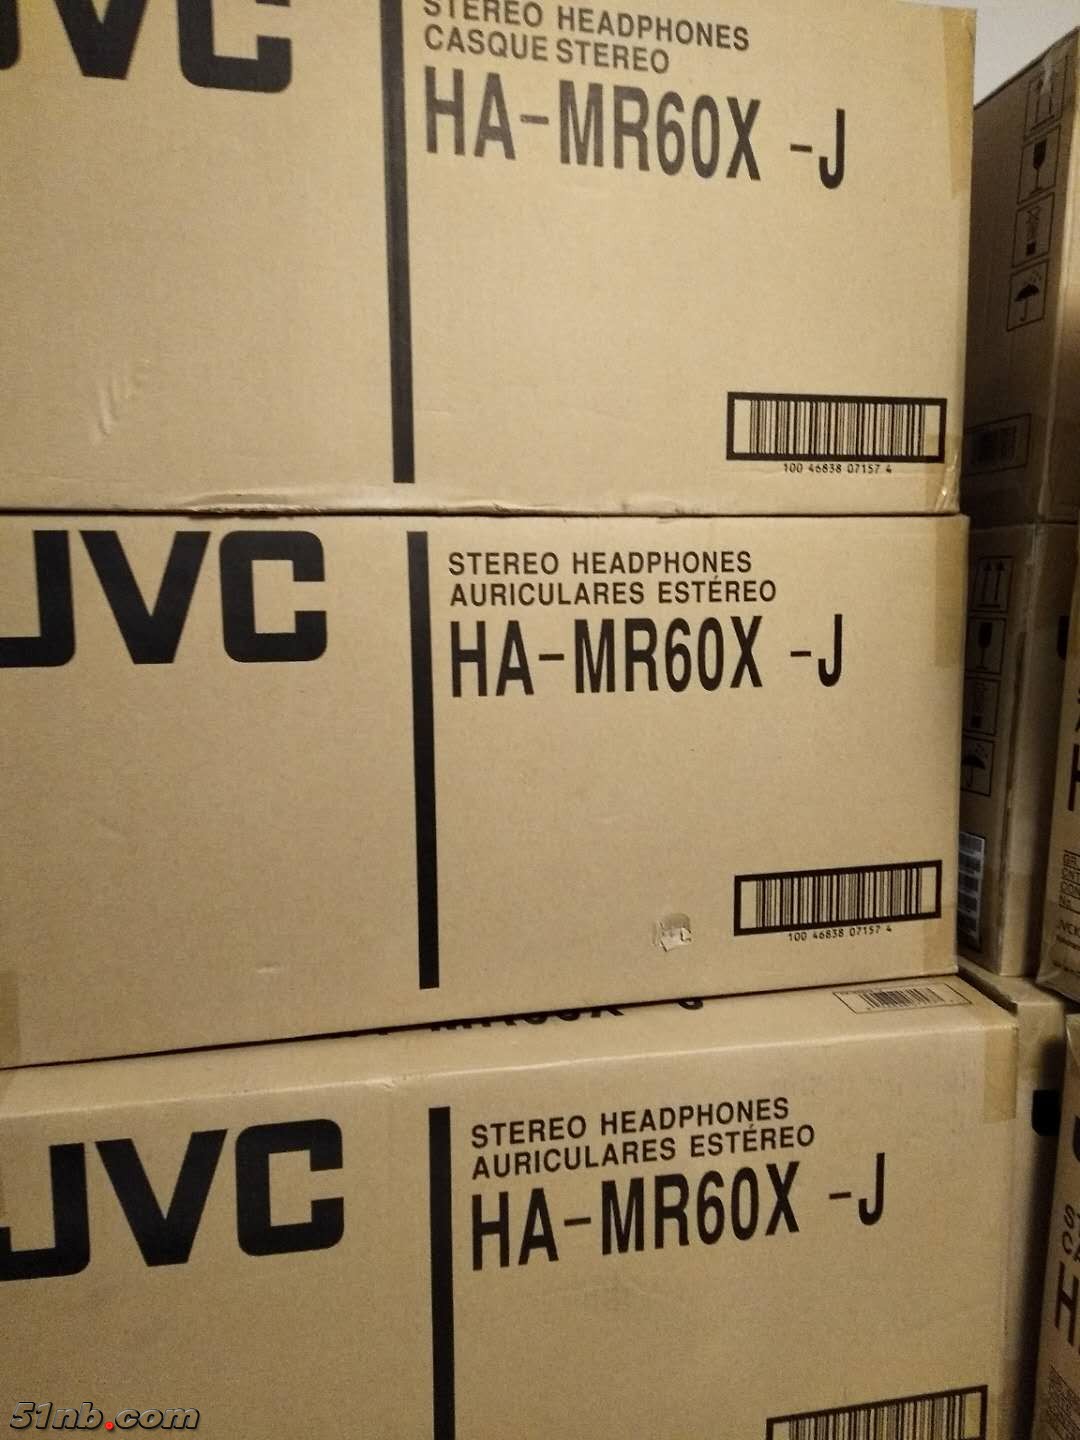 JVC
STEREO HEADPHONES
CASQUE STEREO
HA-MR60X -J
100 46838 07157 4
JVC
STEREO HEADPHONES
AURICULARES ESTÉREO
HA-MR60X -J
100 46838 07157 4
JVC
STEREO HEADPHONES
AURICULARES ESTÉREO
HA-MR60X -J
51nb.com